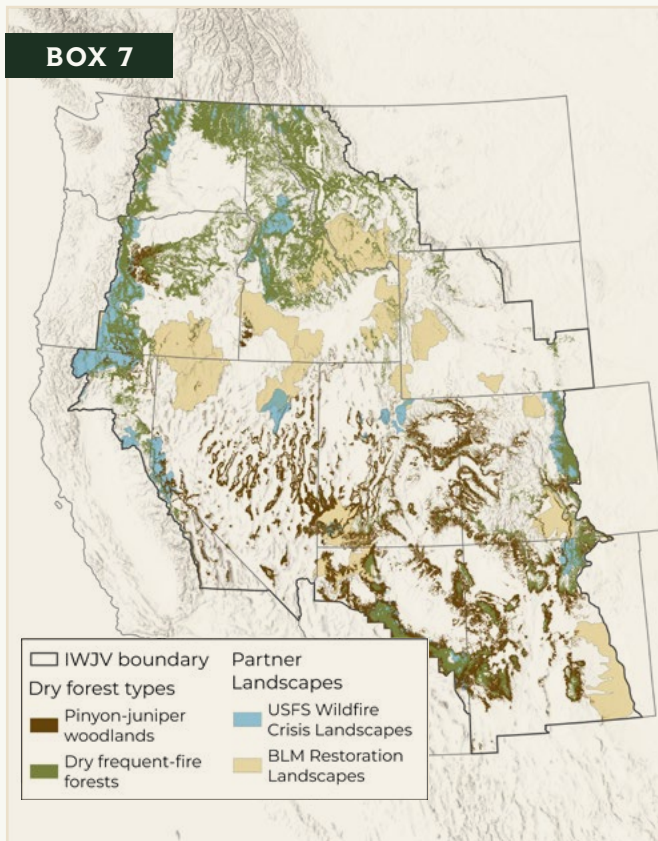 BOX 7
IWJV boundary
Dry forest types
Pinyon-juniper
woodlands
Dry frequent-fire
forests
Partner
Landscapes
USFS Wildfire
Crisis Landscapes
BLM Restoration
Landscapes